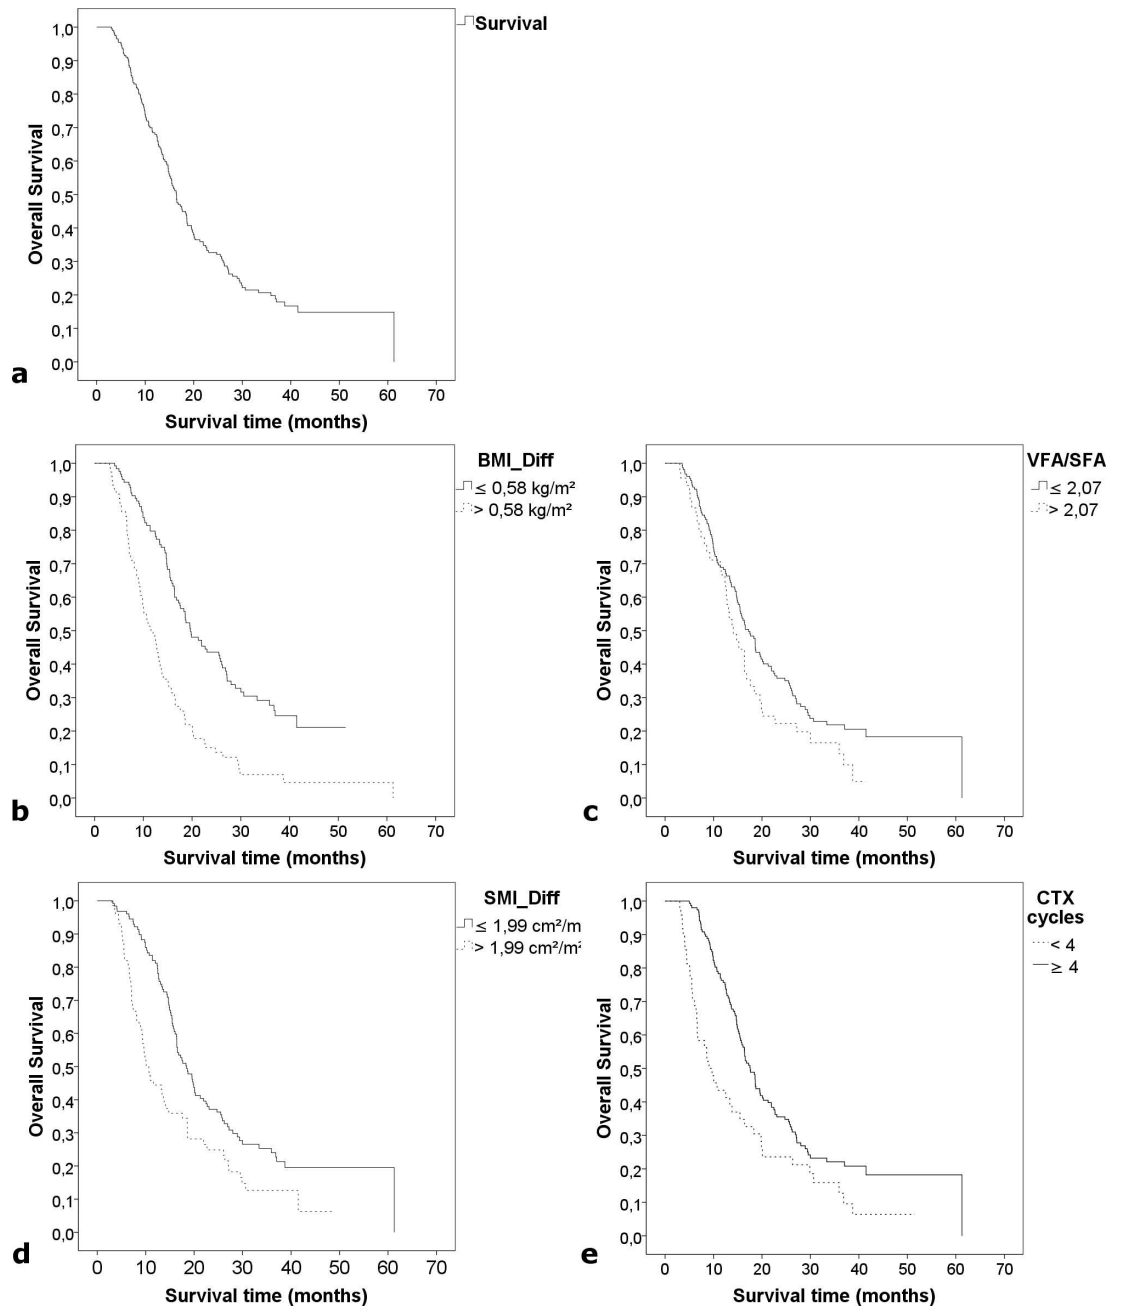 Survival
1,0
0,9
0,8
0,7
0,6
0,5
0,4
0,3
0,2
0,1
0,0
Overall Survival
0 10 20 30 40 50 60 70
Survival time (months)
a
BMI_Diff
≤ 0,58 kg/m²
> 0,58 kg/m²
1,0
0,9
0,8
0,7
0,6
0,5
0,4
0,3
0,2
0,1
0,0
Overall Survival
0 10 20 30 40 50 60 70
Survival time (months)
b
VFA/SFA
≤ 2,07
> 2,07
1,0
0,9
0,8
0,7
0,6
0,5
0,4
0,3
0,2
0,1
0,0
Overall Survival
0 10 20 30 40 50 60 70
Survival time (months)
c
SMI_Diff
≤ 1,99 cm²/m
> 1,99 cm²/m²
1,0
0,9
0,8
0,7
0,6
0,5
0,4
0,3
0,2
0,1
0,0
Overall Survival
0 10 20 30 40 50 60 70
Survival time (months)
d
CTX
cycles
< 4
≥ 4
1,0
0,9
0,8
0,7
0,6
0,5
0,4
0,3
0,2
0,1
0,0
Overall Survival
0 10 20 30 40 50 60 70
Survival time (months)
e